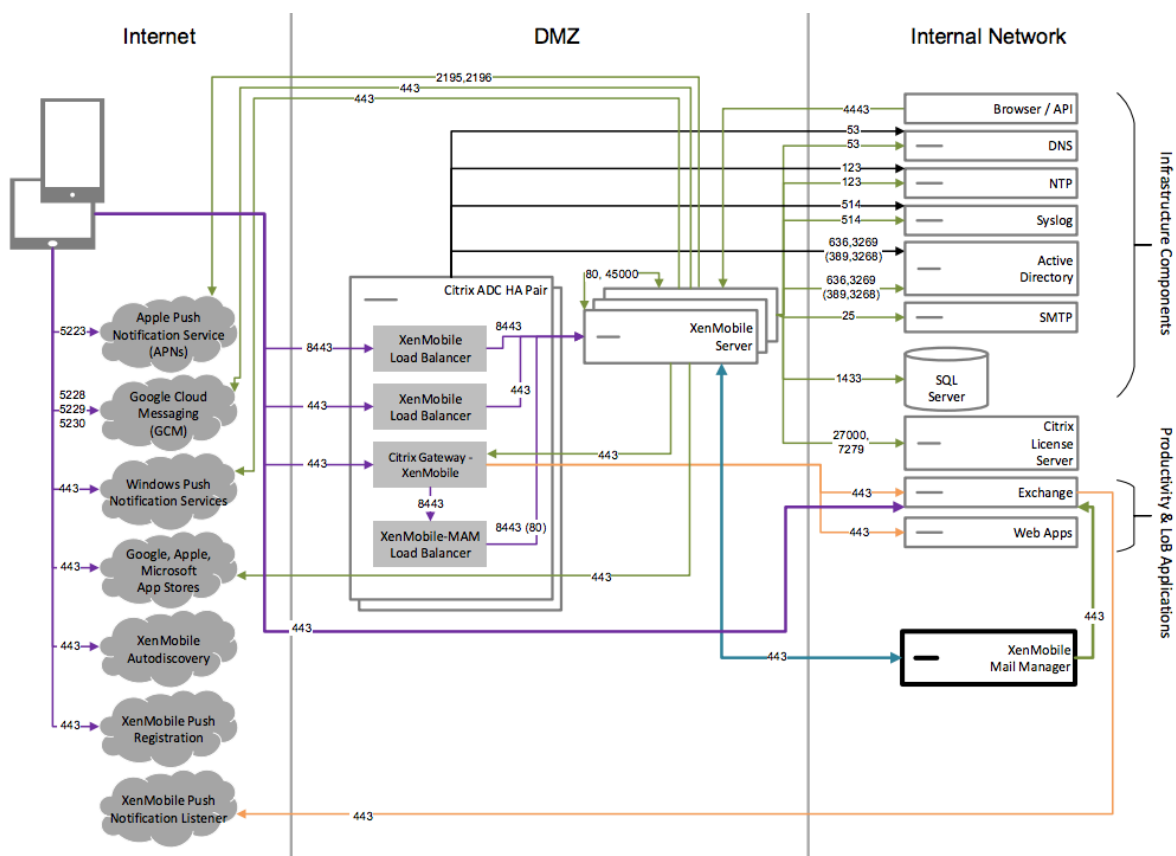 Internet
DMZ
Internal Network
2195,2196
443
443
4443
Browser / API
53
53
DNS
123
123
NTP
514
514
Syslog
636,3269
(389,3268)
636,3269
(389,3268)
Active
Directory
25
SMTP
1433
SQL
Server
27000,
7279
Citrix
License
Server
Infrastructure Components
443
Exchange
443
Web Apps
Productivity & LoB Applications
443
XenMobile
Mail Manager
80, 45000
XenMobile
Server
Citrix ADC HA Pair
8443
XenMobile
Load Balancer
8443
443
XenMobile
Load Balancer
443
443
Citrix Gateway -
XenMobile
443
8443
XenMobile-MAM
Load Balancer
8443 (80)
443
443
443
5223
Apple Push
Notification Service
(APNs)
5228
5229
5230
Google Cloud
Messaging
(GCM)
443
Windows Push
Notification Services
443
Google, Apple,
Microsoft
App Stores
443
XenMobile
Autodiscovery
443
XenMobile Push
Registration
XenMobile Push
Notification Listener
443